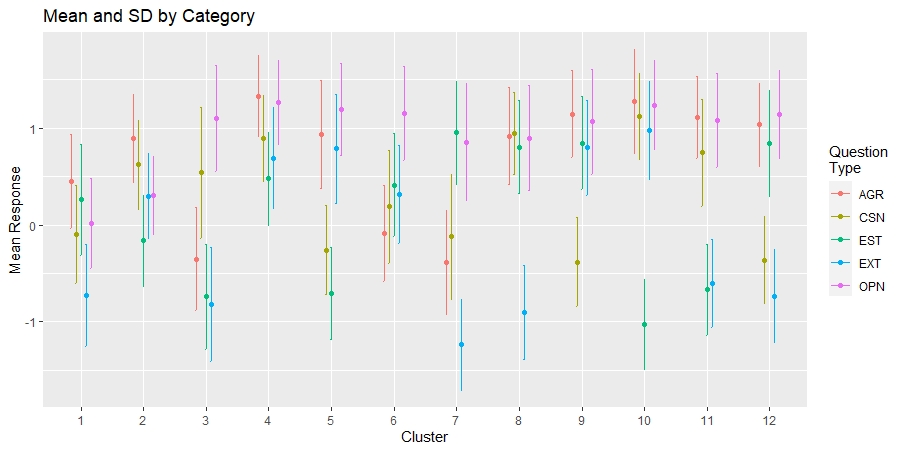 Mean and SD by Category
Mean Response
1
0
-1
1 2 3 4 5 6 7 8 9 10 11 12
Cluster
Question
Type
AGR
CSN
EST
EXT
OPN